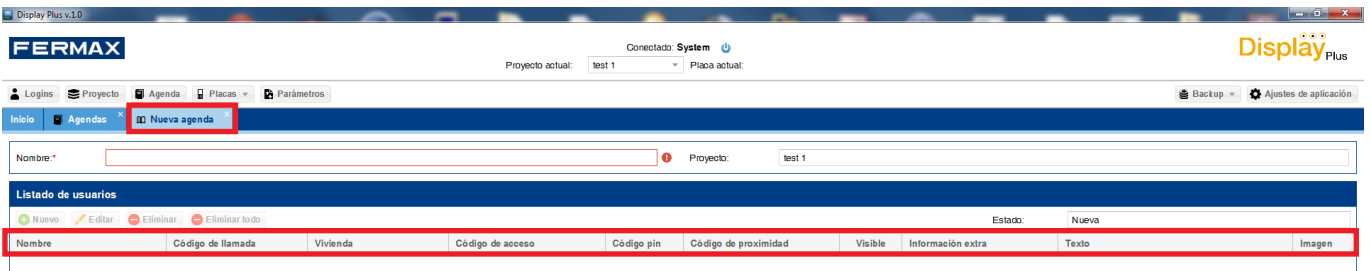 Display Plus v.1.0
FERMAX
Conectado: System
Display Plus
Proyecto actual: test 1 Placa actual:
Logins Proyecto Agenda Placas Parámetros Backup Ajustes de aplicación
Inicio Agendas Nueva agenda
Nombre:* Proyecto: test 1
Listado de usuarios
Nuevo Editar Eliminar Eliminar todo Estado: Nueva
Nombre Código de llamada Vivienda Código de acceso Código pin Código de proximidad Visible Información extra Texto Imagen